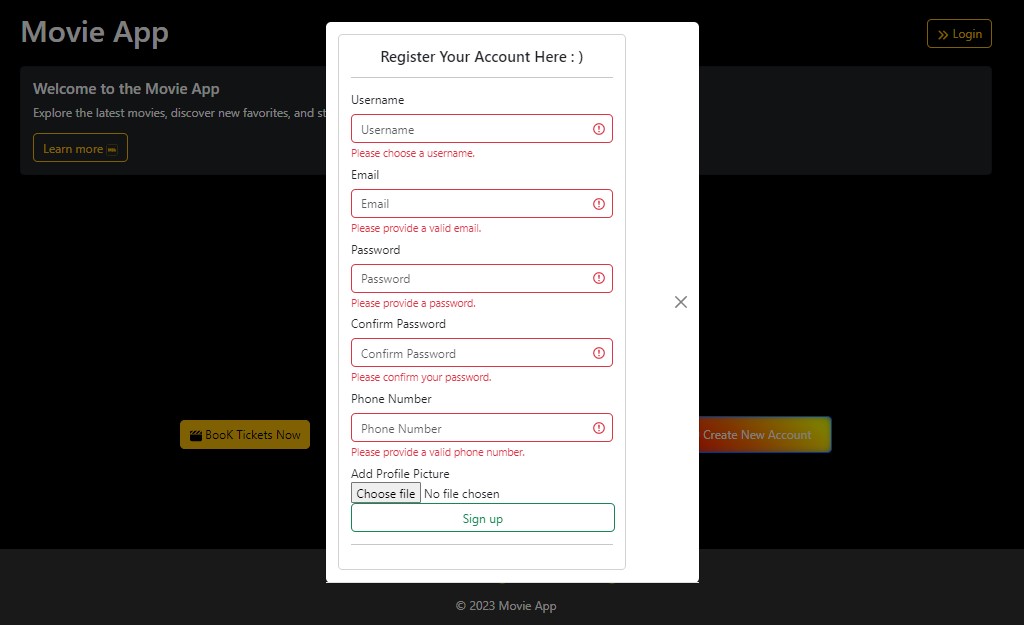 Movie App
Login
Welcome to the Movie App
Explore the latest movies, discover new favorites, and
Learn more
Register Your Account Here : )
Username
Username
Please choose a username.
Email
Email
Please provide a valid email.
Password
Password
Please provide a password.
Confirm Password
Confirm Password
Please confirm your password.
Phone Number
Phone Number
Please provide a valid phone number.
Add Profile Picture
Choose file No file chosen
Sign up
BooK Tickets Now
Create New Account
© 2023 Movie App